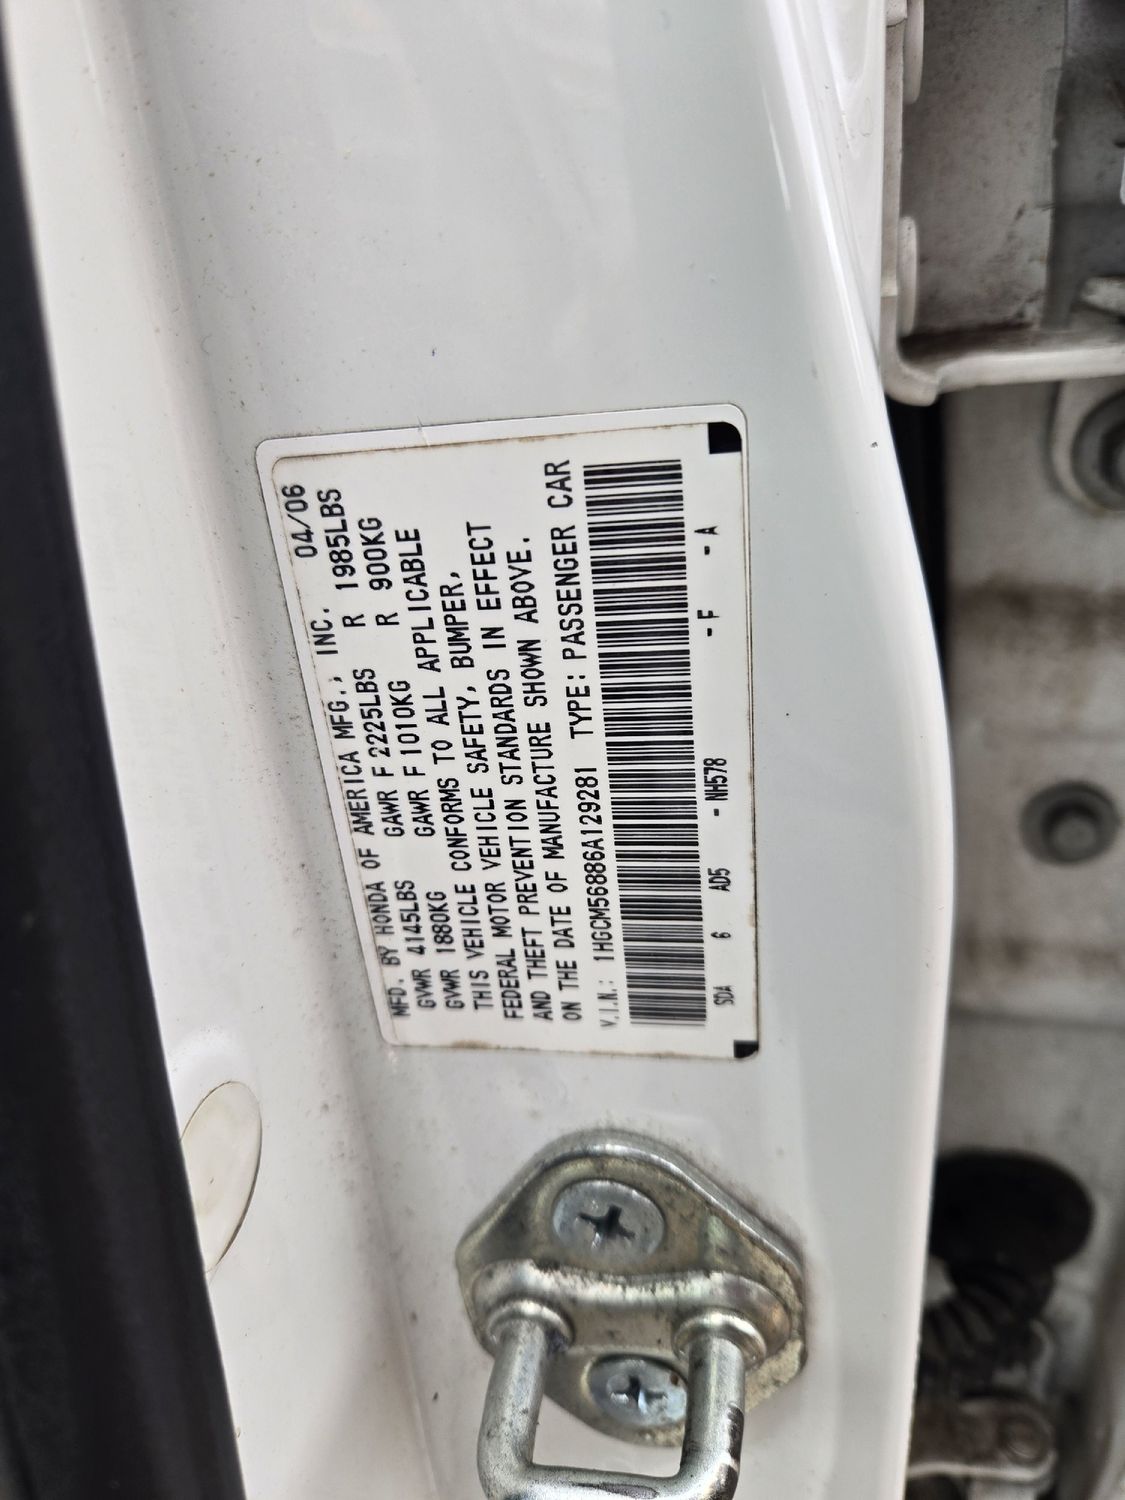 MFD. BY HONDA OF AMERICA MFG., INC. 04/06
GVWR 4145LBS GAWR F 2225LBS R 1985LBS
GVWR 1880KG GAWR F 1010KG R 900KG
THIS VEHICLE CONFORMS TO ALL APPLICABLE
FEDERAL MOTOR VEHICLE SAFETY, BUMPER,
AND THEFT PREVENTION STANDARDS IN EFFECT
ON THE DATE OF MANUFACTURE SHOWN ABOVE.
V.I.N.: 1HGCM56886A129281 TYPE: PASSENGER CAR
SDA 6 AD5 - NH578 - F - A